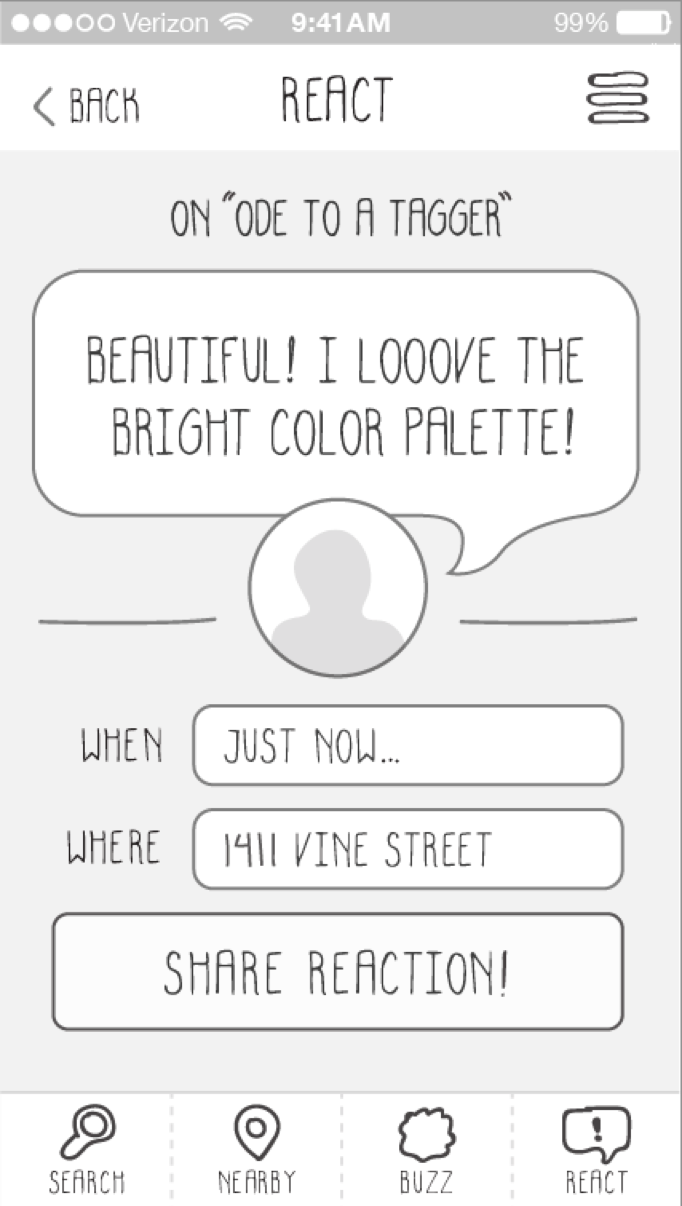 Verizon 9:41 AM 99%
BACK REACT
ON "ODE TO A TAGGER"
BEAUTIFUL! I LOOOVE THE
BRIGHT COLOR PALETTE!
WHEN JUST NOW...
WHERE 1411 VINE STREET
SHARE REACTION!
SEARCH NEARBY BUZZ REACT